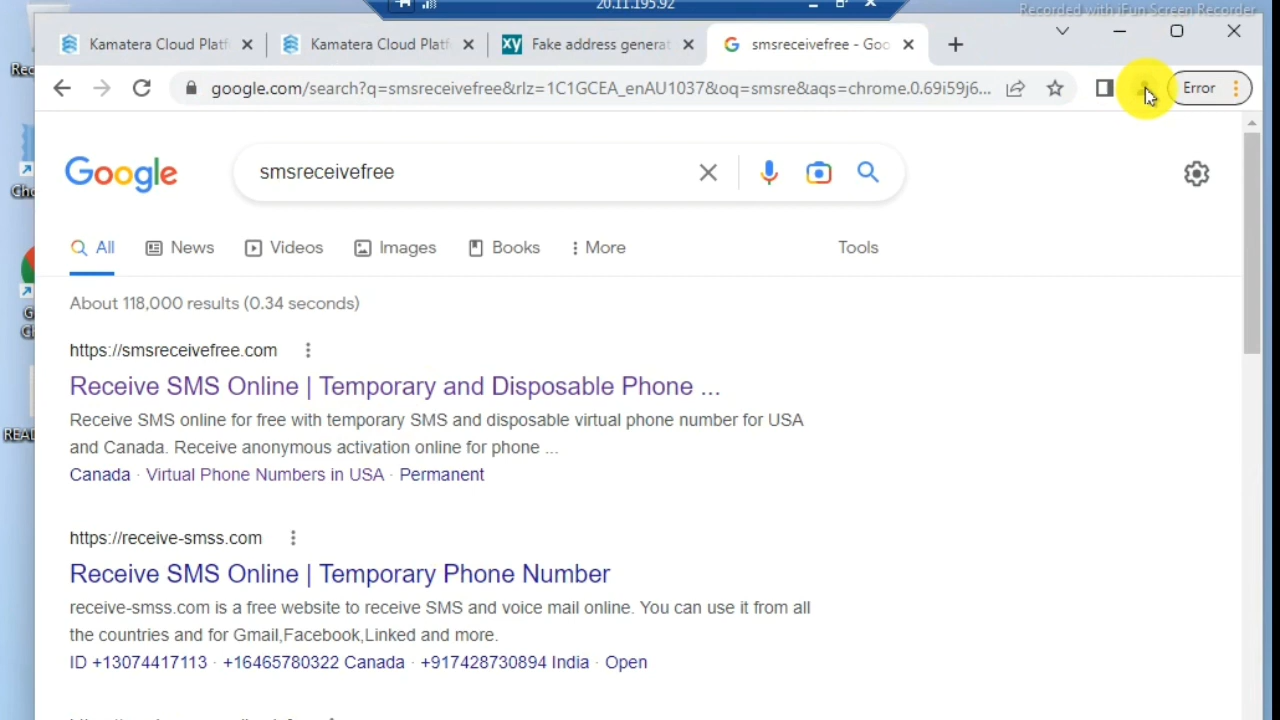 20.11.195.92
Recorded with iFun Screen Recorder
Kamatera Cloud Platf
Kamatera Cloud Platf
XY Fake address generat
G smsreceivefree - Goo
google.com/search?q=smsreceivefree&rlz=1C1GCEA_enAU1037&oq=smsre&aqs=chrome.0.69i59j6...
Error
Google
smsreceivefree
All
News
Videos
Images
Books
More
Tools
About 118,000 results (0.34 seconds)
https://smsreceivefree.com
Receive SMS Online | Temporary and Disposable Phone ...
Receive SMS online for free with temporary SMS and disposable virtual phone number for USA
and Canada. Receive anonymous activation online for phone ...
Canada · Virtual Phone Numbers in USA · Permanent
https://receive-smss.com
Receive SMS Online | Temporary Phone Number
receive-smss.com is a free website to receive SMS and voice mail online. You can use it from all
the countries and for Gmail,Facebook,Linked and more.
ID +13074417113 · +16465780322 Canada · +917428730894 India · Open
Rec
Cho
G
Cl
READ